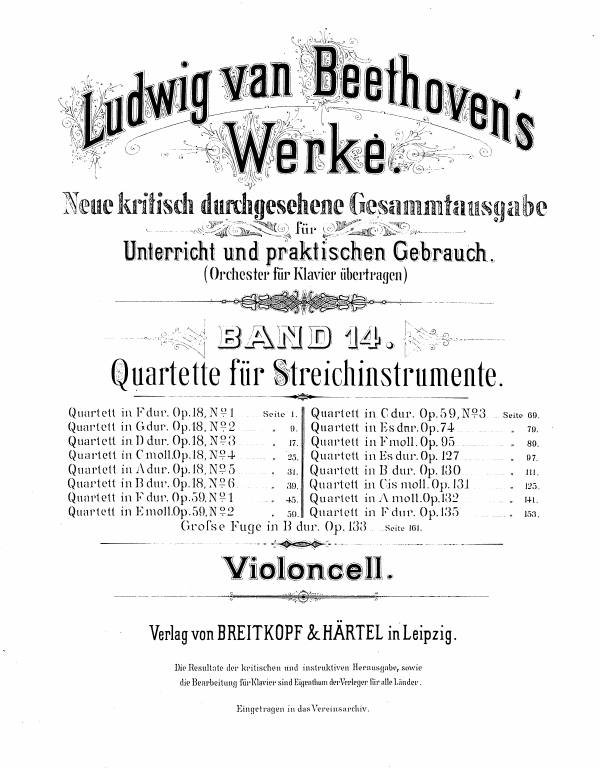 Ludwig van Beethoven's
Werke.
Neue kritisch durchgesehene Gesammtausgabe
für
Unterricht und praktischen Gebrauch.
(Orchester für Klavier übertragen)
BAND 14.
Quartette für Streichinstrumente.
Quartett in F dur. Op. 18, No 1 Seite 1.
Quartett in G dur. Op. 18, No 2 „ 9.
Quartett in D dur. Op. 18, No 3 „ 17.
Quartett in C moll. Op. 18, No 4 „ 25.
Quartett in A dur. Op. 18, No 5 „ 31.
Quartett in B dur. Op. 18, No 6 „ 39.
Quartett in F dur. Op. 59, No 1 „ 45.
Quartett in E moll. Op. 59, No 2 „ 59.
Quartett in C dur. Op. 59, No 3 Seite 69.
Quartett in Es dur. Op. 74 „ 79.
Quartett in F moll. Op. 95 „ 89.
Quartett in Es dur. Op. 127 „ 97.
Quartett in B dur. Op. 130 „ 111.
Quartett in Cis moll. Op. 131 „ 125.
Quartett in A moll. Op. 132 „ 141.
Quartett in F dur. Op. 135 „ 153.
Grofse Fuge in B dur. Op. 133 Seite 161.
Violoncell.
Verlag von BREITKOPF & HÄRTEL in Leipzig.
Die Resultate der kritischen und instruktiven Herausgabe, sowie
die Bearbeitung für Klavier sind Eigenthum der Verleger für alle Länder.
Eingetragen in das Vereinsarchiv.